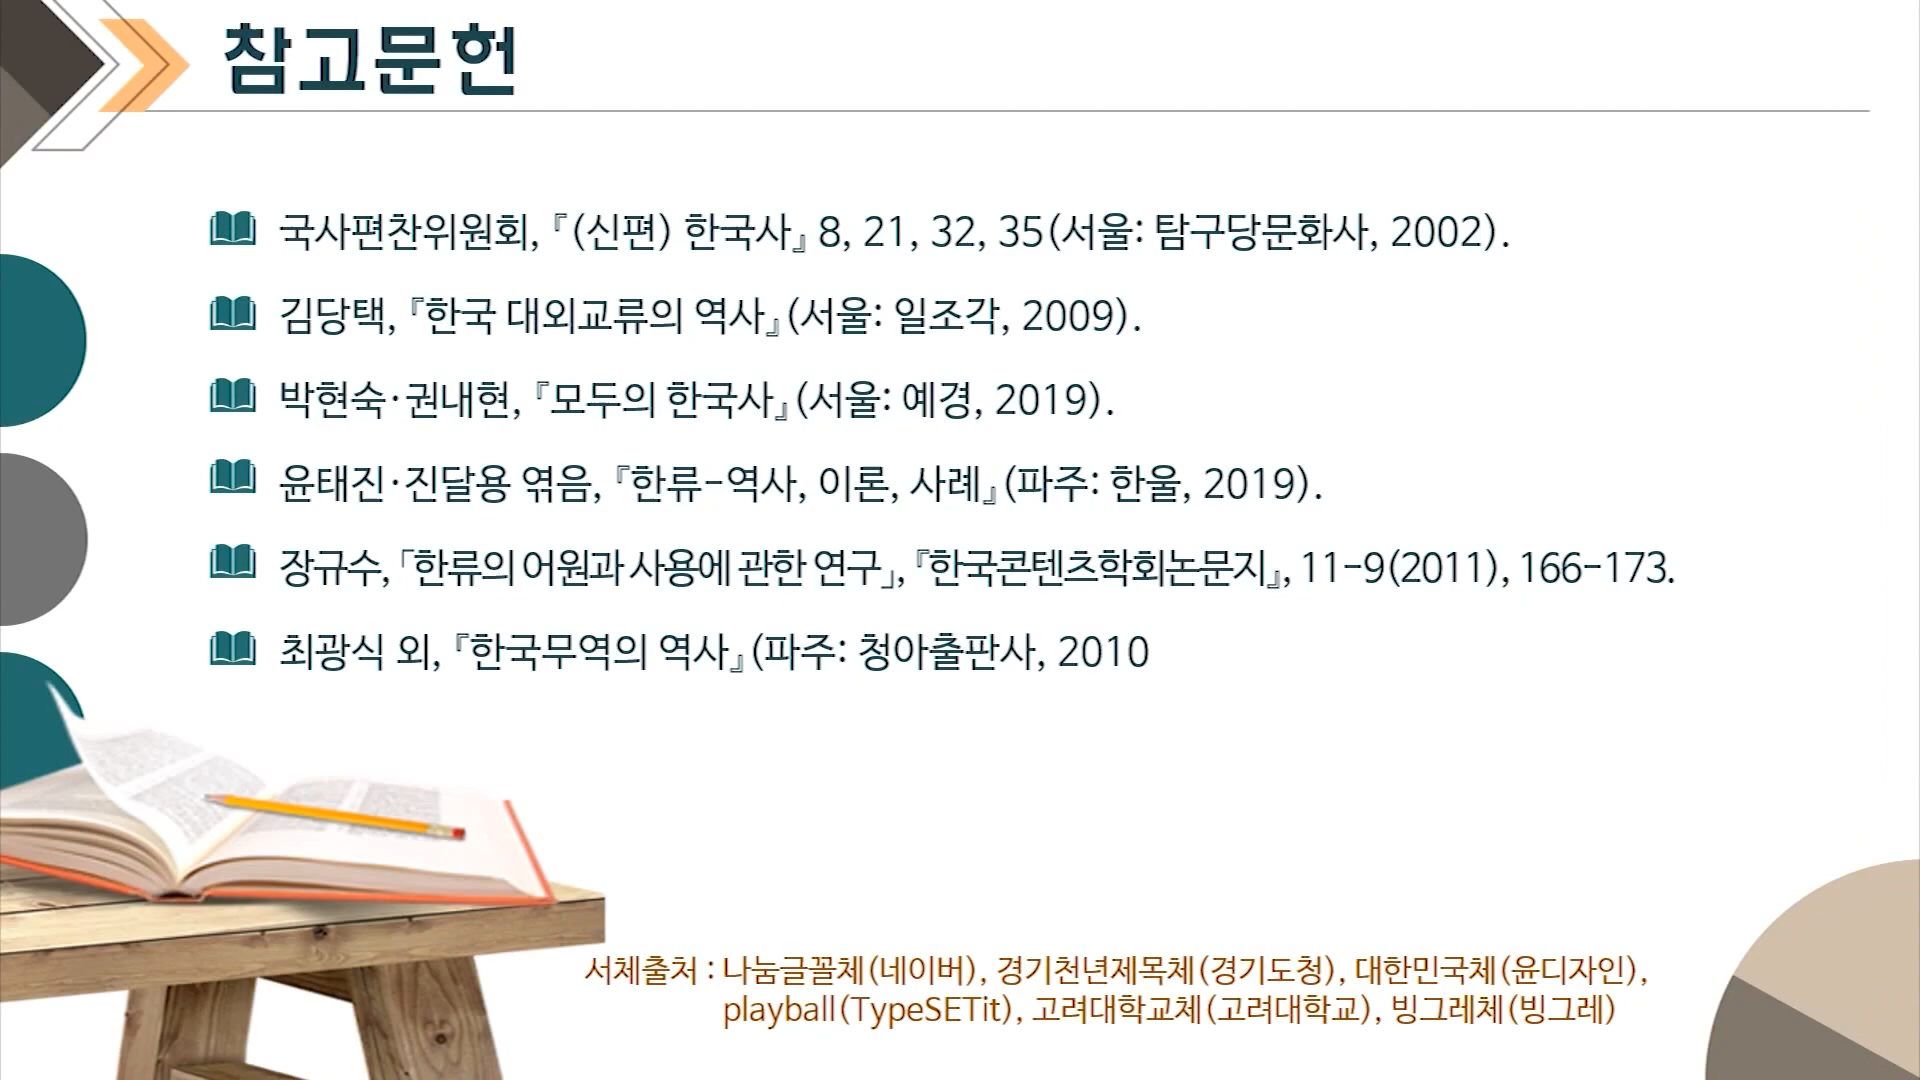 참고문헌
국사편찬위원회, 『(신편) 한국사』 8, 21, 32, 35(서울: 탐구당문화사, 2002).
김당택, 『한국 대외교류의 역사』(서울: 일조각, 2009).
박현숙·권내현, 『모두의 한국사』(서울: 예경, 2019).
윤태진·진달용 엮음, 『한류-역사, 이론, 사례』(파주: 한울, 2019).
장규수, 「한류의 어원과 사용에 관한 연구」, 『한국콘텐츠학회논문지』, 11-9(2011), 166-173.
최광식 외, 『한국무역의 역사』(파주: 청아출판사, 2010
서체출처 : 나눔글꼴체(네이버), 경기천년제목체(경기도청), 대한민국체(윤디자인),
playball(TypeSETit), 고려대학교체(고려대학교), 빙그레체(빙그레)